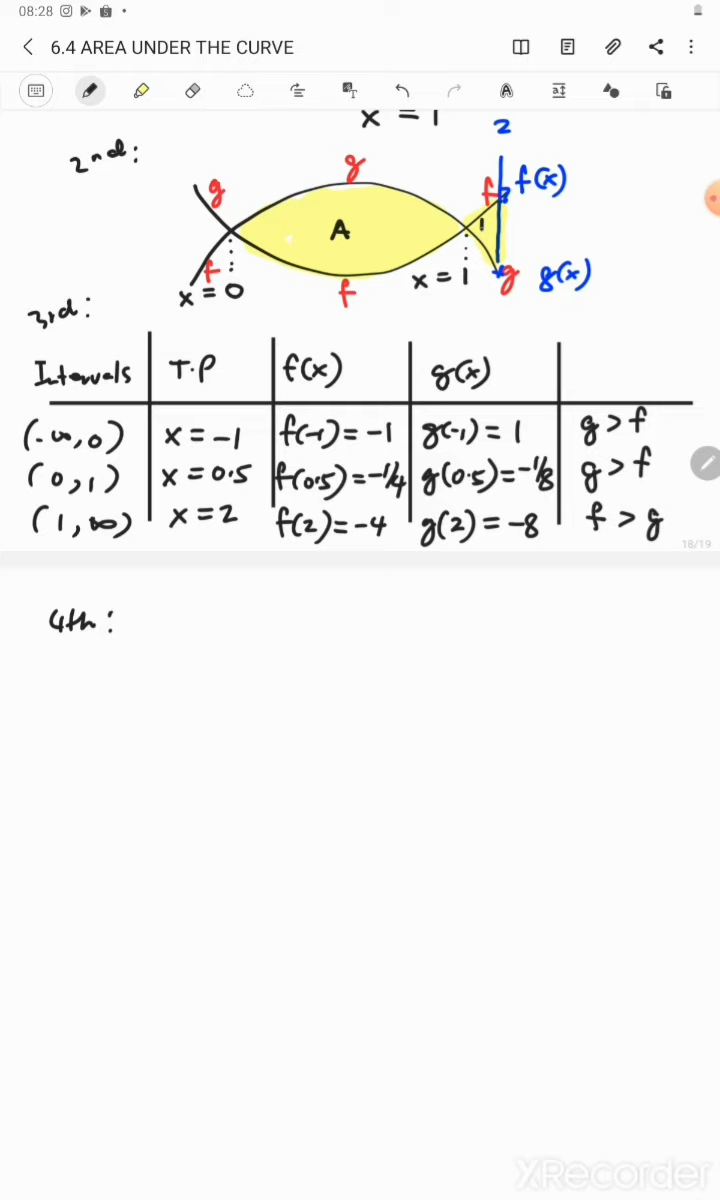 08:28
6.4 AREA UNDER THE CURVE
x = 1
2nd:
2
g
g
f
f(x)
A
1
f
x = 0
f
x = 1
g
g(x)
3rd:
Intervals T.P f(x) g(x)
(-∞,0) x = -1 f(-1) = -1 g(-1) = 1 g > f
(0,1) x = 0.5 f(0.5) = -1/4 g(0.5) = -1/8 g > f
(1,∞) x = 2 f(2) = -4 g(2) = -8 f > g
18/19
4th:
XRecorder